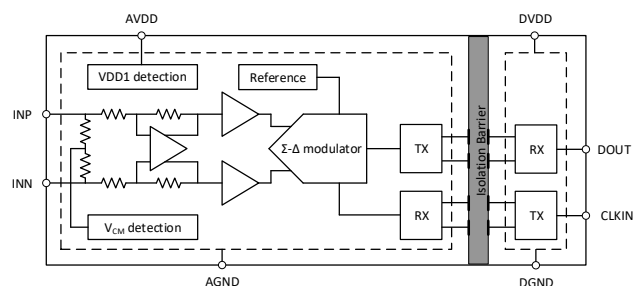 AVDD
DVDD
VDD1 detection
Reference
INP
INN
Σ-Δ modulator
TX
RX
Isolation Barrier
RX
TX
DOUT
CLKIN
VCM detection
AGND
DGND